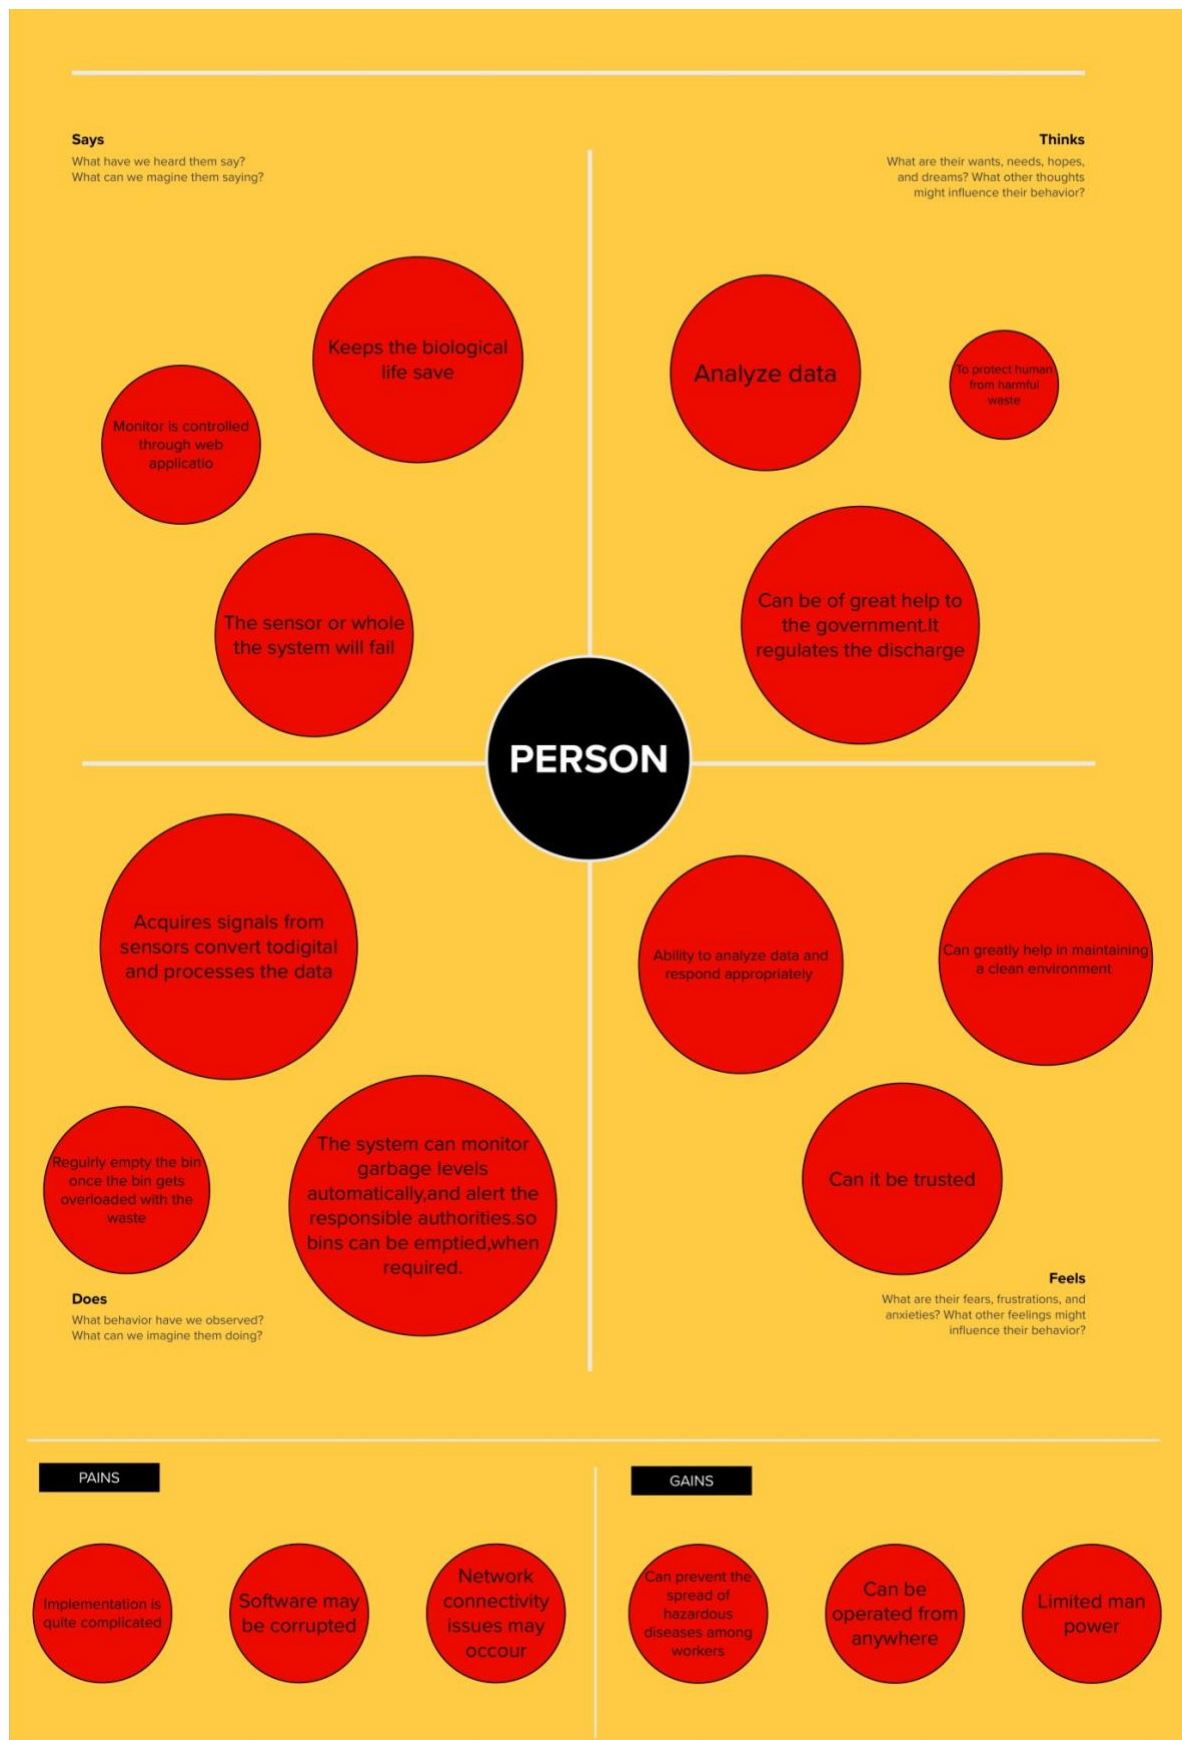 Says
What have we heard them say?
What can we magine them saying?
Thinks
What are their wants, needs, hopes,
and dreams? What other thoughts
might influence their behavior?
Keeps the biological
life save
Monitor is controlled
through web
applicatio
The sensor or whole
the system will fail
Analyze data
To protect human
from harmful
waste
Can be of great help to
the government.It
regulates the discharge
PERSON
Acquires signals from
sensors convert todigital
and processes the data
Regulrly empty the bin
once the bin gets
overloaded with the
waste
The system can monitor
garbage levels
automatically,and alert the
responsible authorities.so
bins can be emptied,when
required.
Does
What behavior have we observed?
What can we imagine them doing?
Ability to analyze data and
respond appropriately
Can greatly help in maintaining
a clean environment
Can it be trusted
Feels
What are their fears, frustrations, and
anxieties? What other feelings might
influence their behavior?
PAINS
Implementation is
quite complicated
Software may
be corrupted
Network
connectivity
issues may
occour
GAINS
Can prevent the
spread of
hazardous
diseases among
workers
Can be
operated from
anywhere
Limited man
power